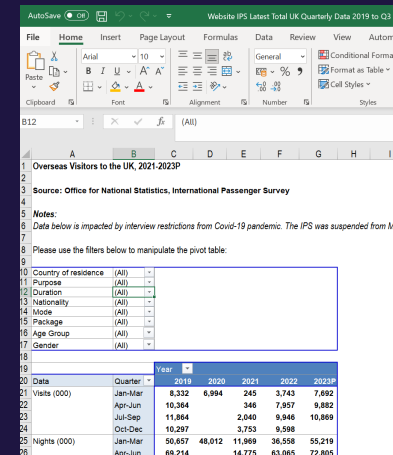 AutoSave Off Website IPS Latest Total UK Quarterly Data 2019 to Q3
File Home Insert Page Layout Formulas Data Review View Autom
Paste Arial 10 General Conditional Forma
B I U A A Format as Table
A % 9 Cell Styles
Clipboard Font Alignment Number Styles
B12 fx (All)
A B C D E F G H I
1 Overseas Visitors to the UK, 2021-2023P
2
3 Source: Office for National Statistics, International Passenger Survey
4
5 Notes:
6 Data below is impacted by interview restrictions from Covid-19 pandemic. The IPS was suspended from M
7
8 Please use the filters below to manipulate the pivot table:
9
10 Country of residence (All)
11 Purpose (All)
12 Duration (All)
13 Nationality (All)
14 Mode (All)
15 Package (All)
16 Age Group (All)
17 Gender (All)
18
19 Year
20 Data Quarter 2019 2020 2021 2022 2023P
21 Visits (000) Jan-Mar 8,332 6,994 245 3,743 7,692
22 Apr-Jun 10,364 346 7,957 9,882
23 Jul-Sep 11,864 2,040 9,946 10,869
24 Oct-Dec 10,297 3,753 9,598
25 Nights (000) Jan-Mar 50,657 48,012 11,969 36,558 55,219
26 Apr-Jun 69,214 14,775 63,065 72,805